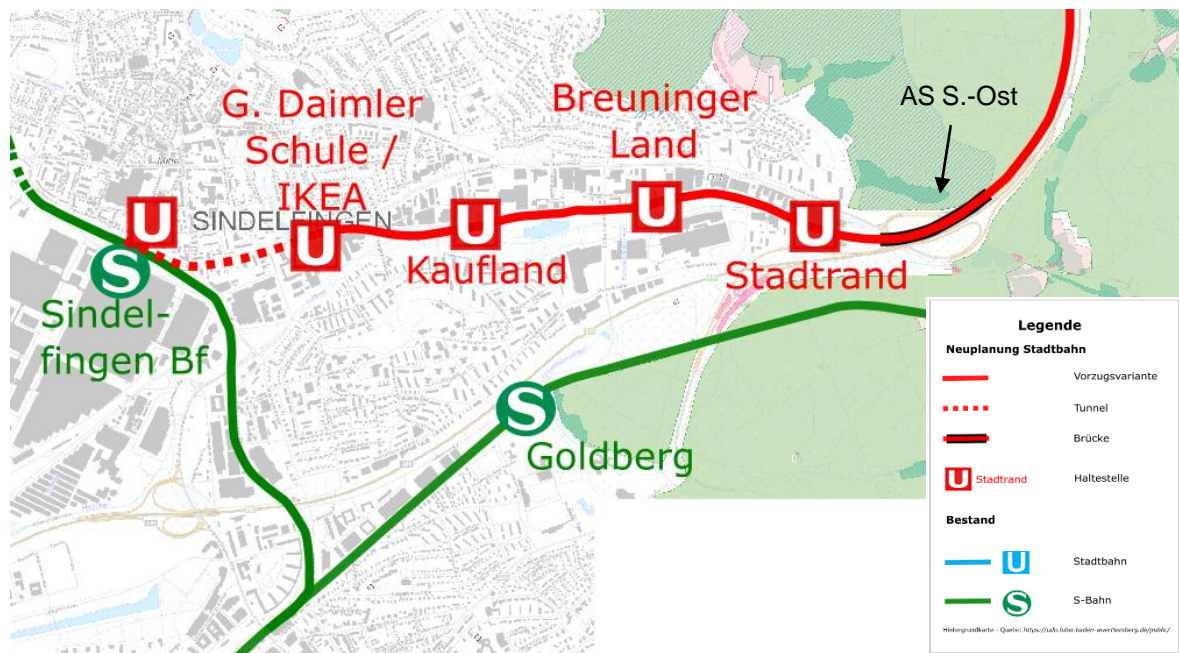 G. Daimler
Schule /
IKEA
Breuninger
Land
AS S.-Ost
U
SINDELFINGEN
U
U
U
U
Kaufland
Stadtrand
S
Sindel-
fingen Bf
S
Goldberg
Legende
Neuplanung Stadtbahn
Vorzugsvariante
Tunnel
Brücke
U Stadtrand Haltestelle
Bestand
U Stadtbahn
S S-Bahn
Hintergrundkarte - Quelle: https://udo.lubw.baden-wuerttemberg.de/public/